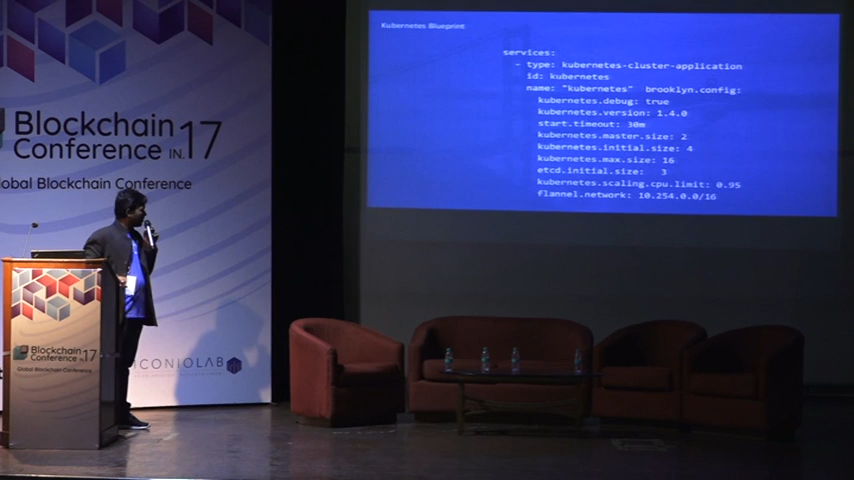 Kubernetes Blueprint
services:
- type: kubernetes-cluster-application
id: kubernetes
name: "kubernetes" brooklyn.config:
kubernetes.debug: true
kubernetes.version: 1.4.0
start.timeout: 30m
kubernetes.master.size: 2
kubernetes.initial.size: 4
kubernetes.max.size: 16
etcd.initial.size: 3
kubernetes.scaling.cpu.limit: 0.95
flannel.network: 10.254.0.0/16
Blockchain
Conference IN.17
lobal Blockchain Conference
Blockchain
Conference IN.17
Global Blockchain Conference
ICONIOLAB